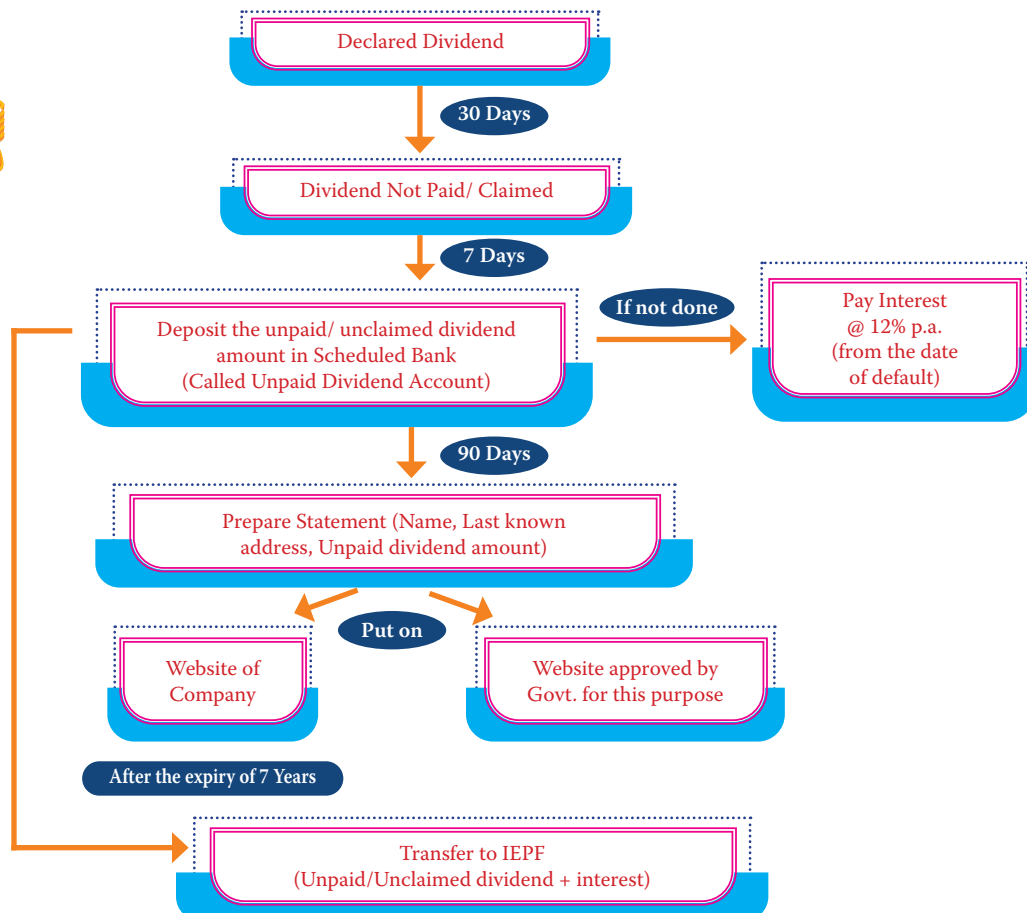 Declared Dividend
30 Days
Dividend Not Paid/ Claimed
7 Days
Deposit the unpaid/ unclaimed dividend
amount in Scheduled Bank
(Called Unpaid Dividend Account)
If not done
Pay Interest
@ 12% p.a.
(from the date
of default)
90 Days
Prepare Statement (Name, Last known
address, Unpaid dividend amount)
Put on
Website of
Company
Website approved by
Govt. for this purpose
After the expiry of 7 Years
Transfer to IEPF
(Unpaid/Unclaimed dividend + interest)